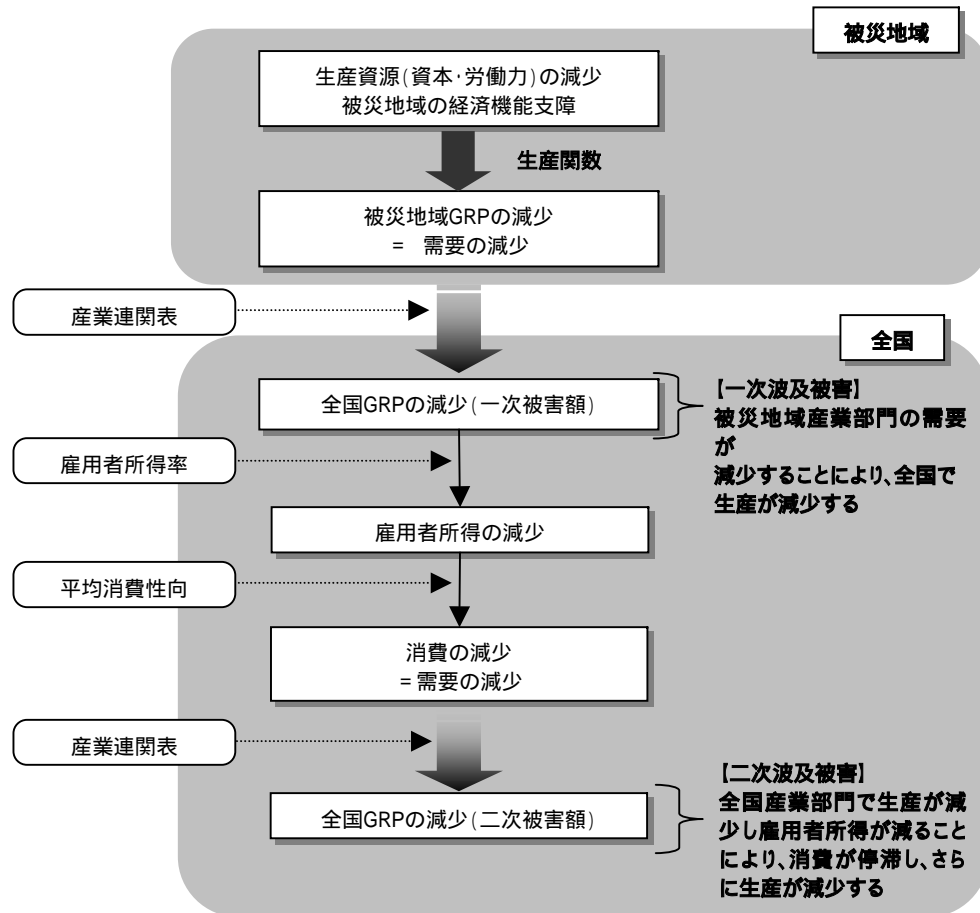 被災地域
生産資源(資本･労働力)の減少
被災地域の経済機能支障
生産関数
被災地域GRPの減少
= 需要の減少
産業連関表
全国
全国GRPの減少(一次被害額)
【一次波及被害】
被災地域産業部門の需要
が
減少することにより、全国で
生産が減少する
雇用者所得率
雇用者所得の減少
平均消費性向
消費の減少
=需要の減少
産業連関表
全国GRPの減少(二次被害額)
【二次波及被害】
全国産業部門で生産が減
少し雇用者所得が減ること
により、消費が停滞し、さら
に生産が減少する